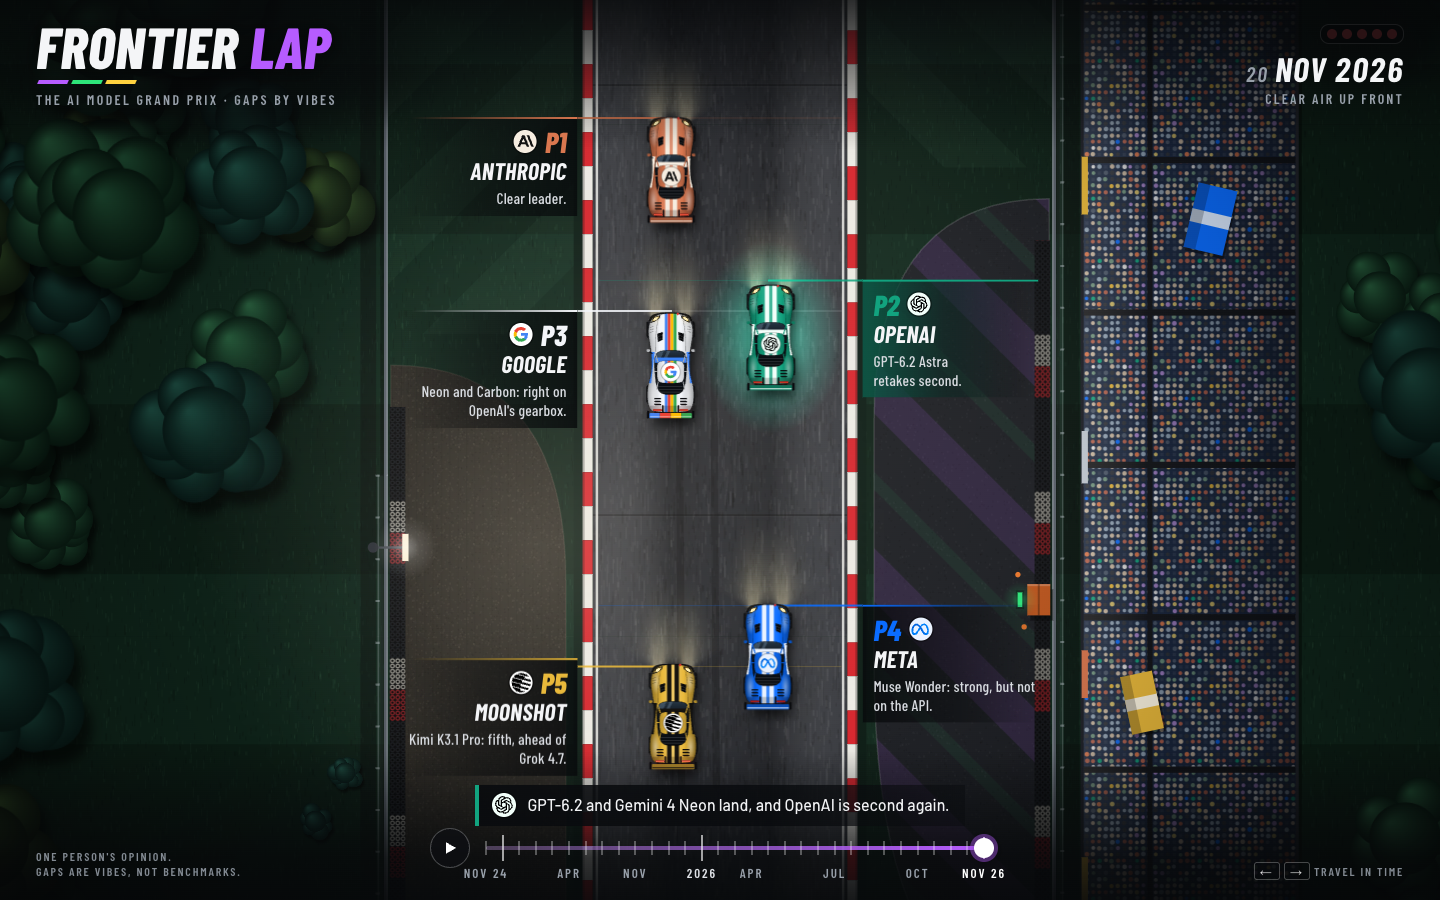 FRONTIER LAP
THE AI MODEL GRAND PRIX · GAPS BY VIBES
20 NOV 2026
CLEAR AIR UP FRONT
P1
ANTHROPIC
Clear leader.
P2
OPENAI
GPT-6.2 Astra
retakes second.
P3
GOOGLE
Neon and Carbon: right on
OpenAI's gearbox.
P4
META
Muse Wonder: strong, but not
on the API.
P5
MOONSHOT
Kimi K3.1 Pro: fifth, ahead of
Grok 4.7.
GPT-6.2 and Gemini 4 Neon land, and OpenAI is second again.
NOV 24 APR NOV 2026 APR JUL OCT NOV 26
ONE PERSON'S OPINION.
GAPS ARE VIBES, NOT BENCHMARKS.
← → TRAVEL IN TIME